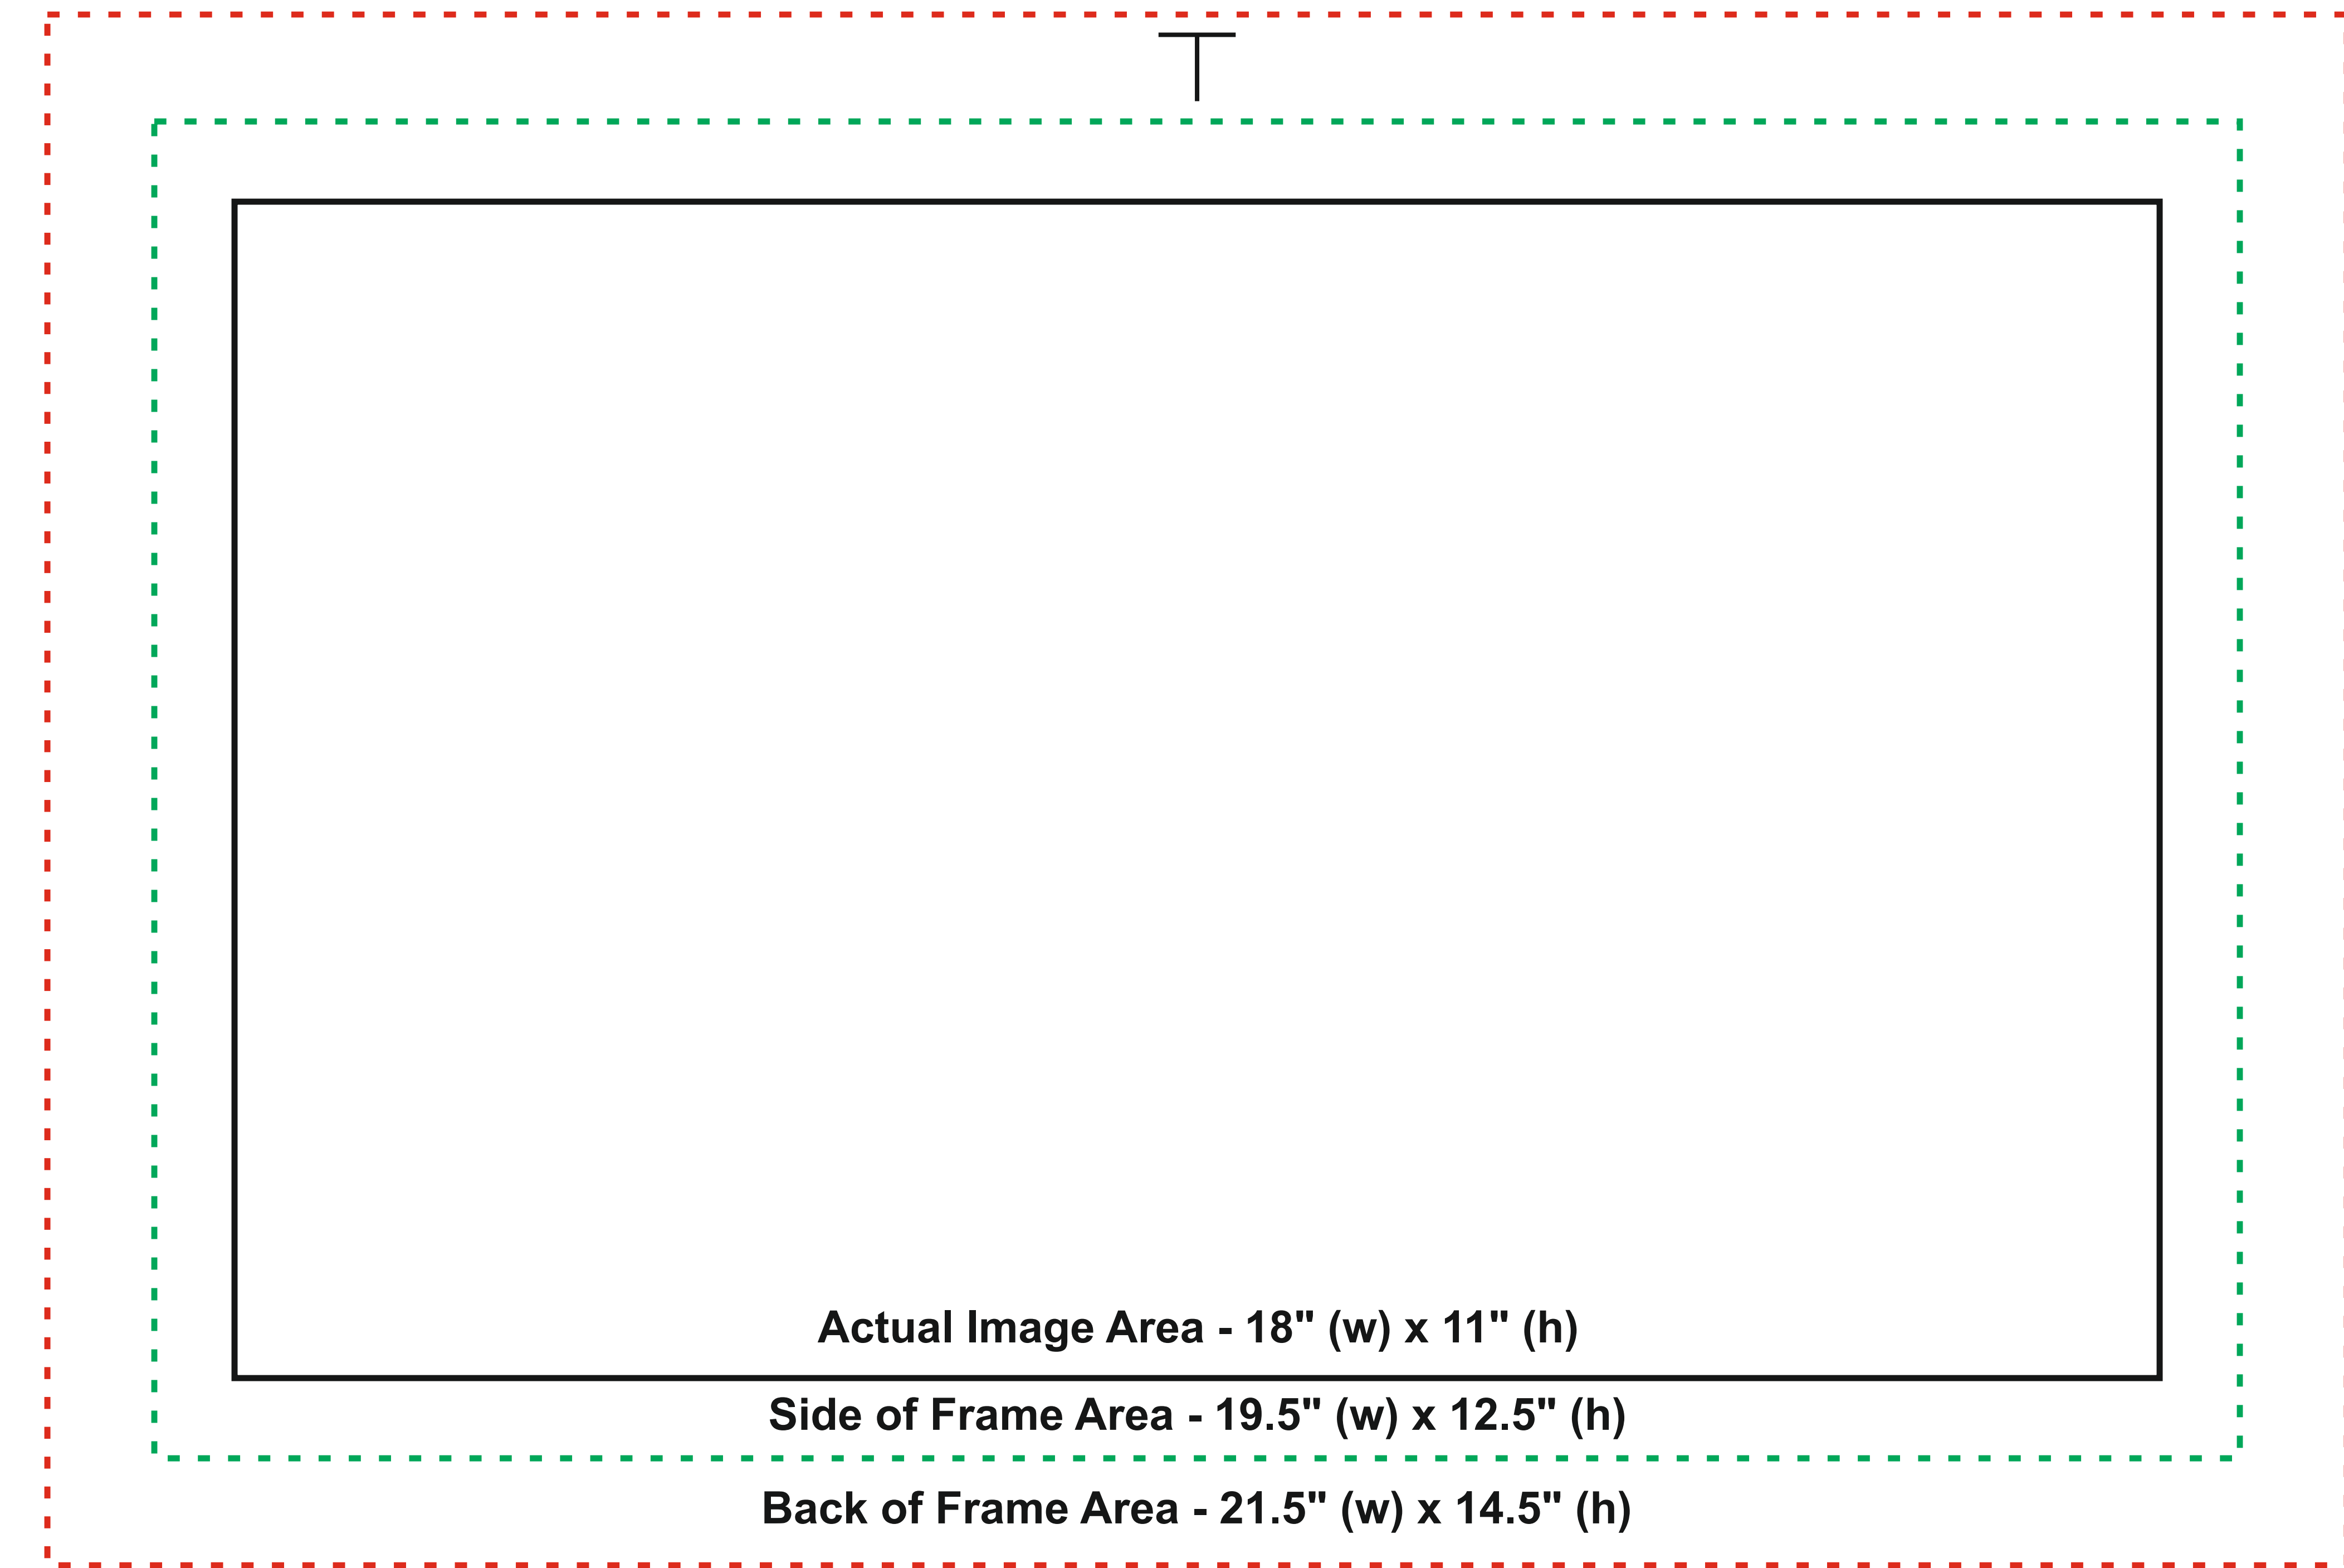 T
Actual Image Area - 18" (w) x 11" (h)
Side of Frame Area - 19.5" (w) x 12.5" (h)
Back of Frame Area - 21.5" (w) x 14.5" (h)